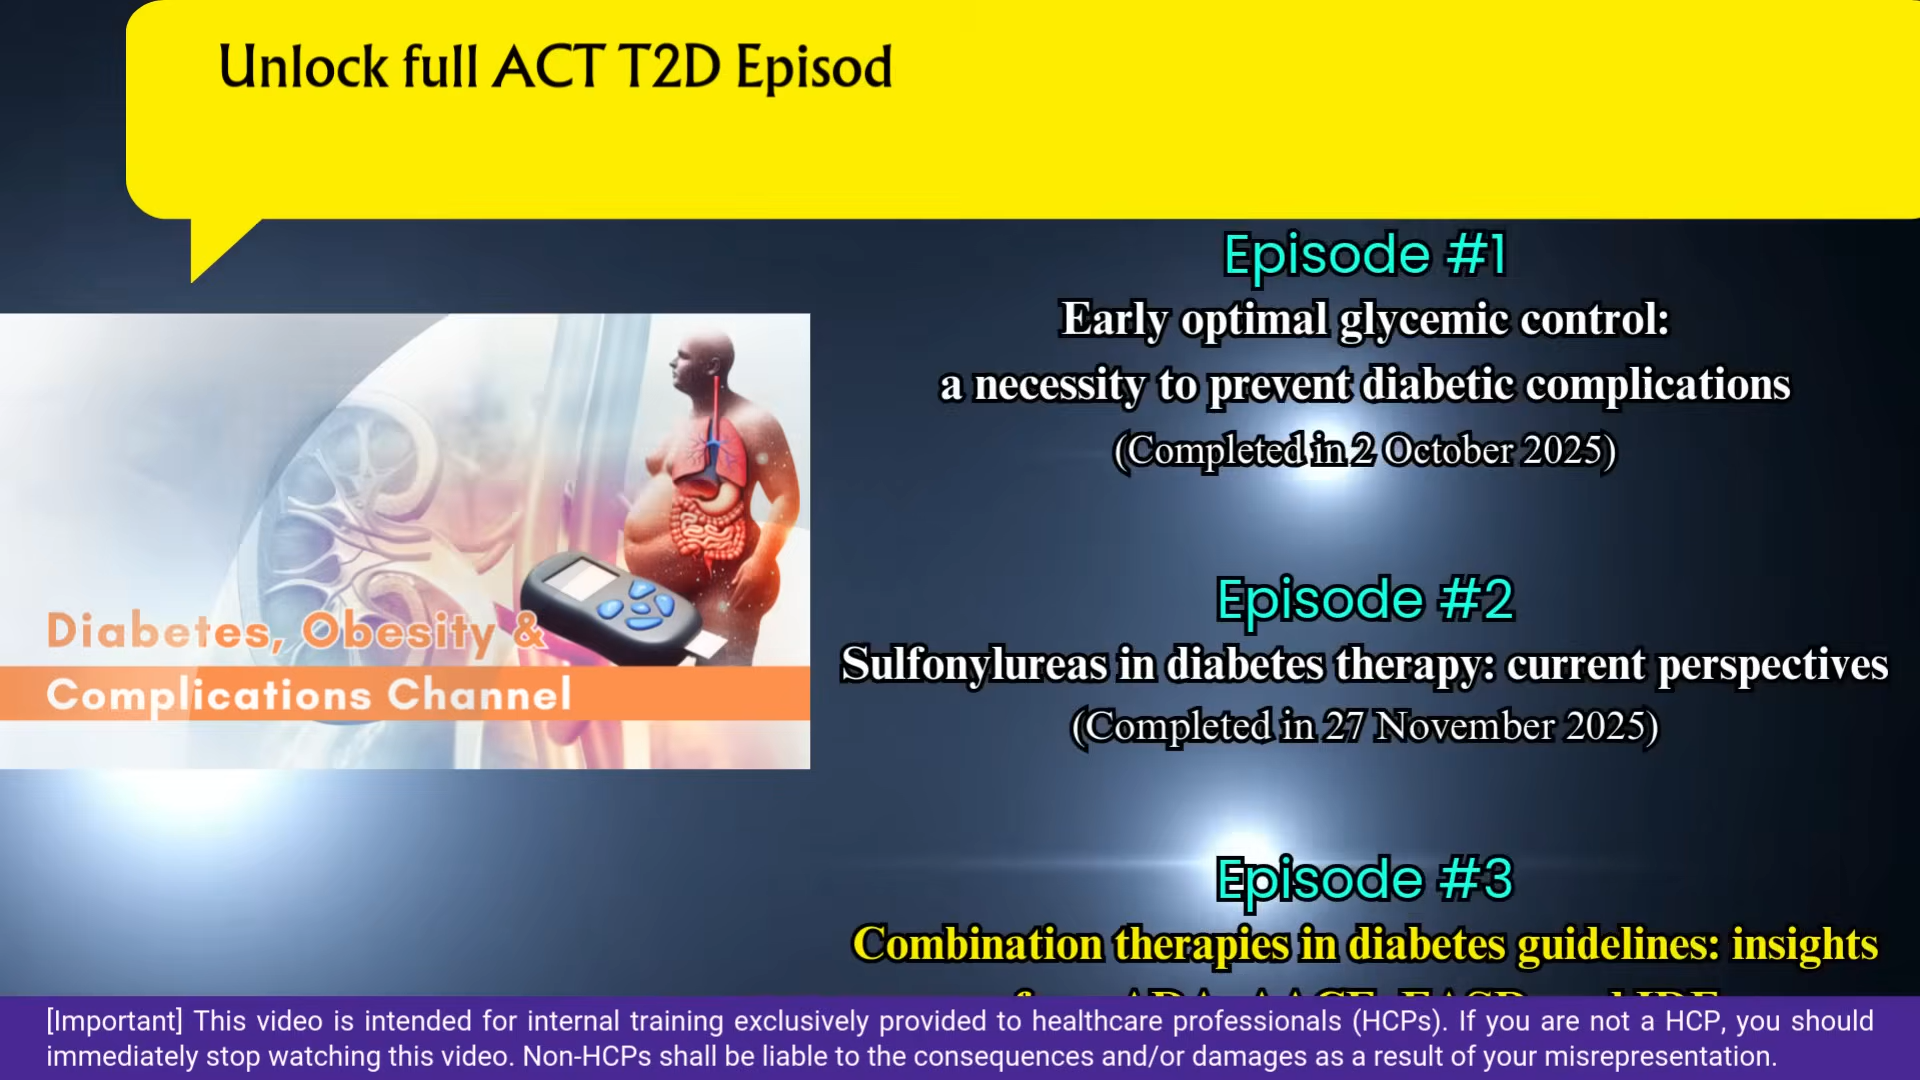 Unlock full ACT T2D Episod
Episode #1
Early optimal glycemic control:
a necessity to prevent diabetic complications
(Completed in 2 October 2025)
Diabetes, Obesity &
Complications Channel
Episode #2
Sulfonylureas in diabetes therapy: current perspectives
(Completed in 27 November 2025)
Episode #3
Combination therapies in diabetes guidelines: insights
[Important] This video is intended for internal training exclusively provided to healthcare professionals (HCPs). If you are not a HCP, you should
immediately stop watching this video. Non-HCPs shall be liable to the consequences and/or damages as a result of your misrepresentation.